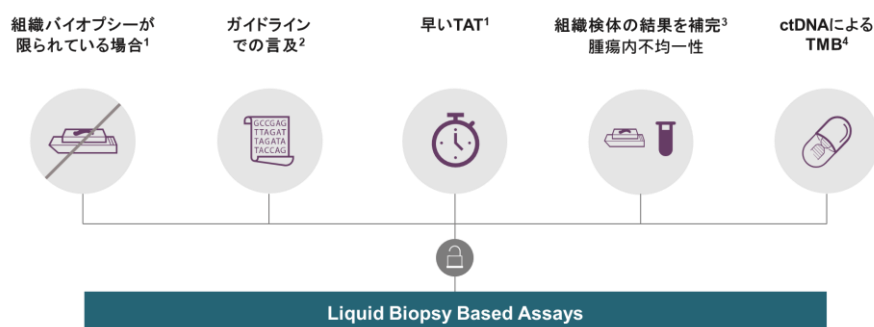 組織バイオプシーが
限られている場合¹
ガイドライン
での言及²
早いTAT¹
組織検体の結果を補完³
腫瘍内不均一性
ctDNAによる
TMB⁴
GCCGAG
TTAGAT
TAGATA
TACCAG
Liquid Biopsy Based Assays